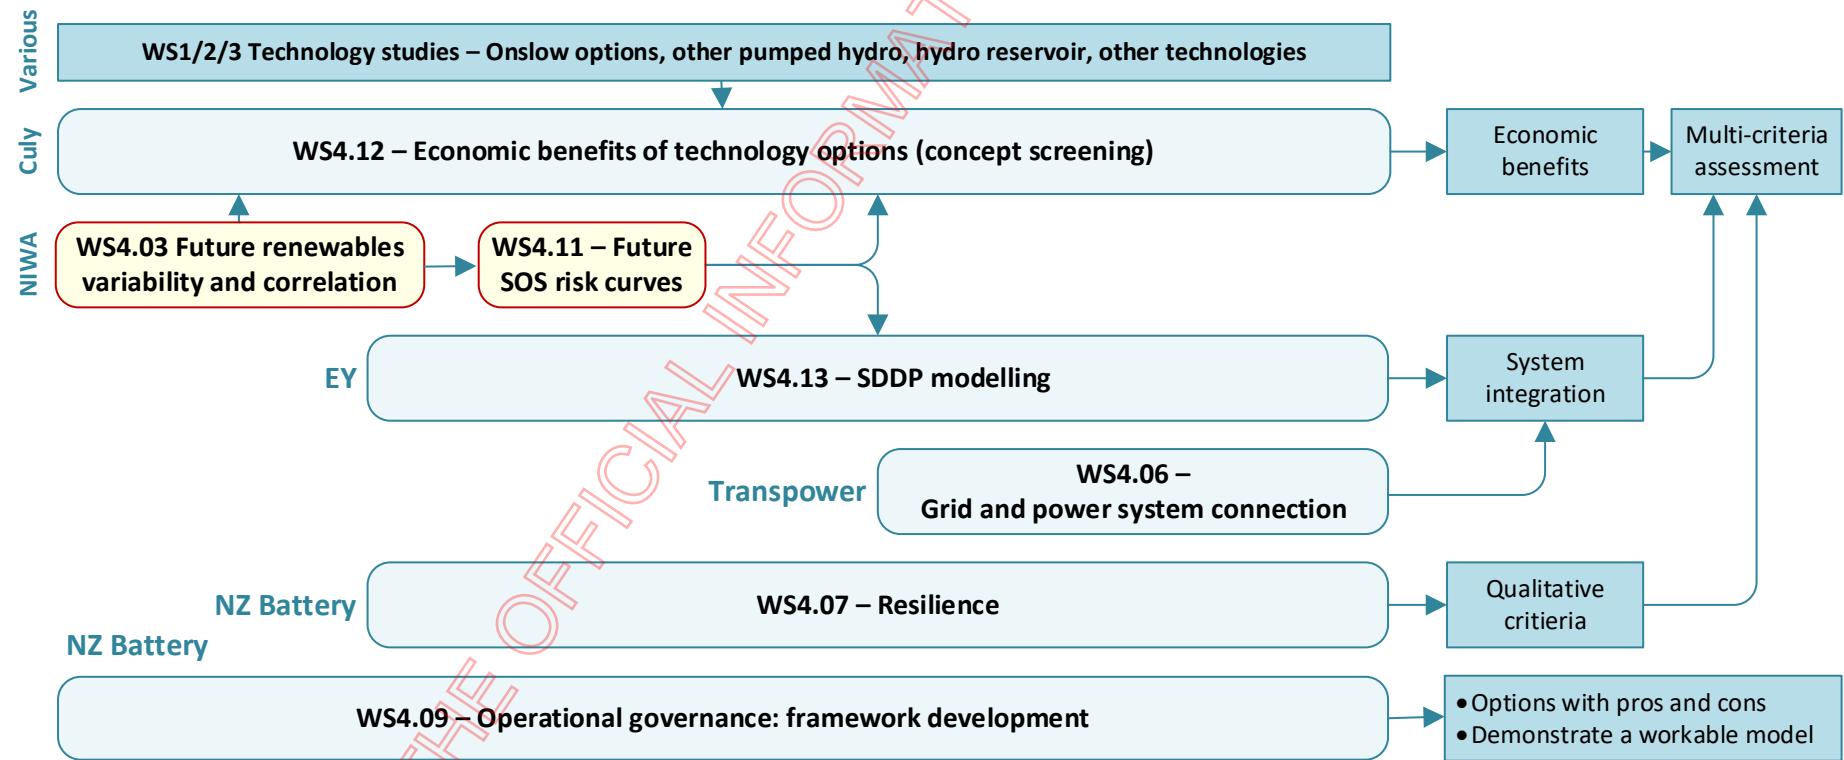 Various
WS1/2/3 Technology studies – Onslow options, other pumped hydro, hydro reservoir, other technologies
Culy
WS4.12 – Economic benefits of technology options (concept screening)
Economic
benefits
Multi-criteria
assessment
NIWA
WS4.03 Future renewables
variability and correlation
WS4.11 – Future
SOS risk curves
EY
WS4.13 – SDDP modelling
System
integration
Transpower
WS4.06 –
Grid and power system connection
NZ Battery
WS4.07 – Resilience
Qualitative
critieria
NZ Battery
WS4.09 – Operational governance: framework development
• Options with pros and cons
• Demonstrate a workable model
THE OFFICIAL INFORMAT